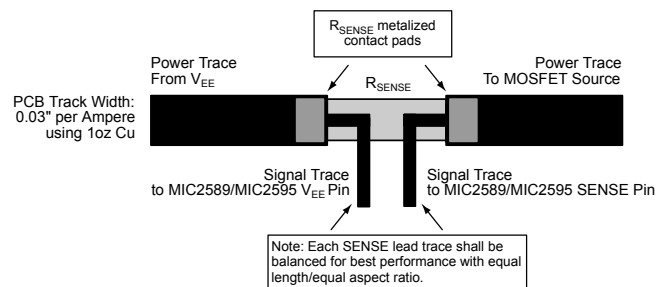 R_SENSE metalized
contact pads
Power Trace
From V_EE
Power Trace
To MOSFET Source
R_SENSE
PCB Track Width:
0.03" per Ampere
using 1oz Cu
Signal Trace
to MIC2589/MIC2595 V_EE Pin
Signal Trace
to MIC2589/MIC2595 SENSE Pin
Note: Each SENSE lead trace shall be
balanced for best performance with equal
length/equal aspect ratio.